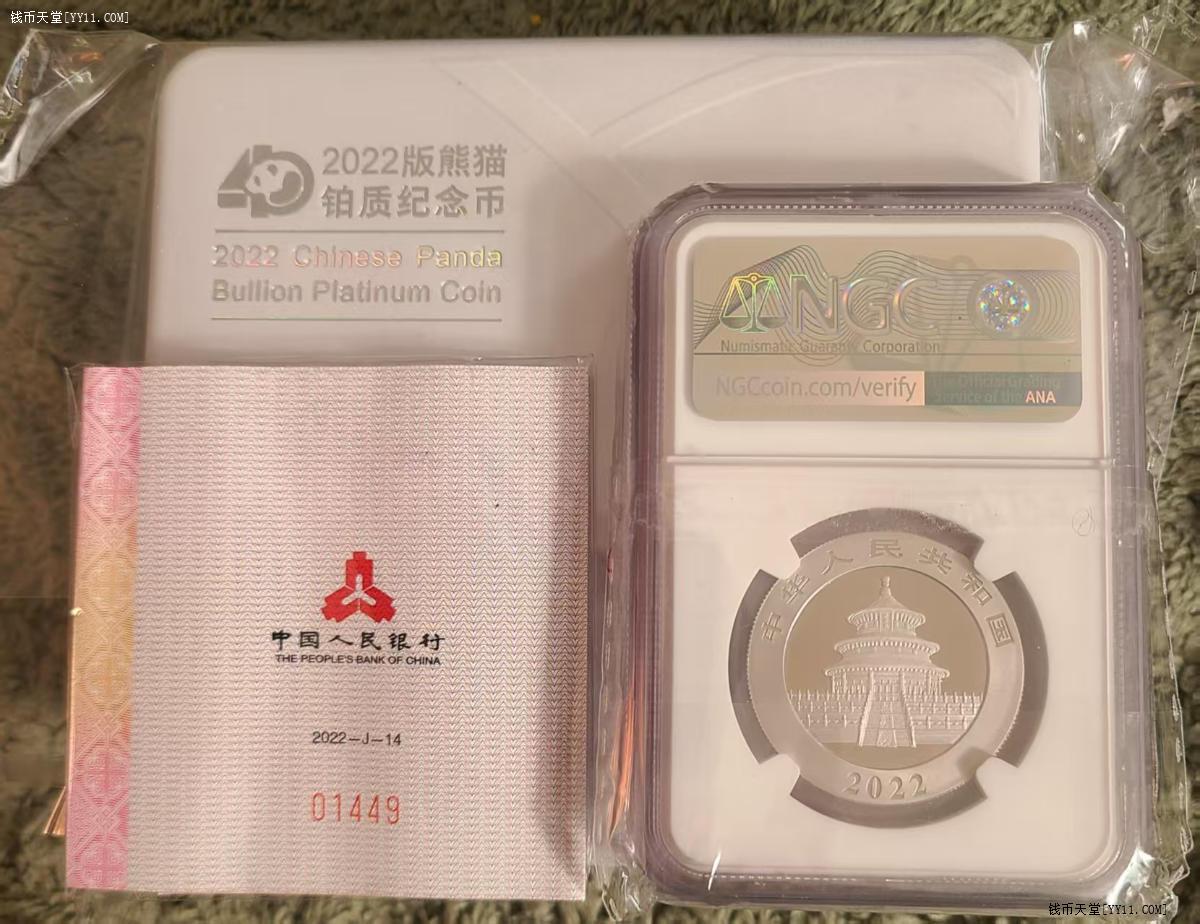 钱币天堂[YY11.COM]
40
2022版熊猫
铂质纪念币
2022 Chinese Panda
Bullion Platinum Coin
NGC
Numismatic Guaranty Corporation
NGCcoin.com/verify
The Official Grading
Service of the ANA
中华人民共和国
2022
中国人民银行
THE PEOPLE'S BANK OF CHINA
2022-J-14
01449
钱币天堂[YY11.COM]